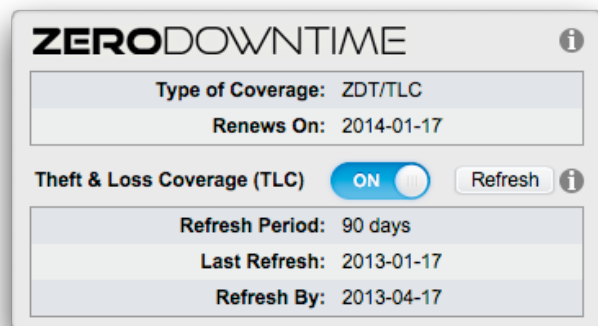 ZERODOWNTIME
Type of Coverage: ZDT/TLC
Renews On: 2014-01-17
Theft & Loss Coverage (TLC) ON Refresh
Refresh Period: 90 days
Last Refresh: 2013-01-17
Refresh By: 2013-04-17